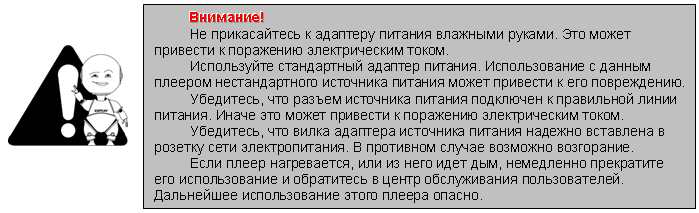 Внимание!
Не прикасайтесь к адаптеру питания влажными руками. Это может
привести к поражению электрическим током.
Используйте стандартный адаптер питания. Использование с данным
плеером нестандартного источника питания может привести к его повреждению.
Убедитесь, что разъем источника питания подключен к правильной линии
питания. Иначе это может привести к поражению электрическим током.
Убедитесь, что вилка адаптера источника питания надежно вставлена в
розетку сети электропитания. В противном случае возможно возгорание.
Если плеер нагревается, или из него идет дым, немедленно прекратите
его использование и обратитесь в центр обслуживания пользователей.
Дальнейшее использование этого плеера опасно.